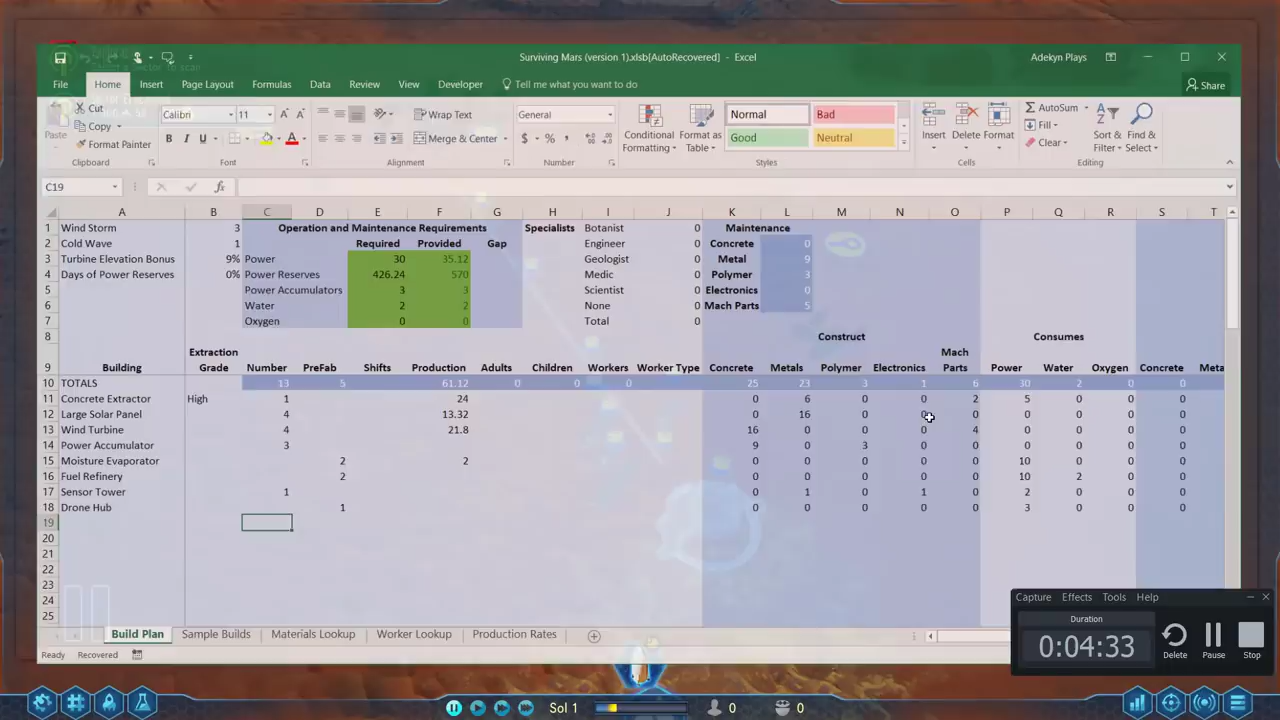 Surviving Mars (version 1).xlsb[AutoRecovered] - Excel
Adekyn Plays
File Home Insert Page Layout Formulas Data Review View Developer Tell me what you want to do Share
Paste Cut Copy Format Painter
Calibri 11 B I U A
Wrap Text Merge & Center
General $ %
Conditional Formatting Format as Table
Normal Bad Good Neutral
Insert Delete Format
AutoSum Fill Clear
Sort & Filter Find & Select
Clipboard Font Alignment Number Styles Cells Editing
C19 fx
A B C D E F G H I J K L M N O P Q R S T
1 Wind Storm 3 Operation and Maintenance Requirements Specialists Botanist 0 Maintenance
2 Cold Wave 1 Required Provided Gap Engineer 0 Concrete 0
3 Turbine Elevation Bonus 9% Power 30 35.12 Geologist 0 Metal 9
4 Days of Power Reserves 0% Power Reserves 426.24 570 Medic 0 Polymer 3
5 Power Accumulators 3 3 Scientist 0 Electronics 0
6 Water 2 2 None 0 Mach Parts 5
7 Oxygen 0 0 Total 0
8 Construct Consumes
9 Building Extraction Grade Number PreFab Shifts Production Adults Children Workers Worker Type Concrete Metals Polymer Electronics Mach Parts Power Water Oxygen Concrete Meta
10 TOTALS 13 5 61.12 0 0 0 25 23 3 1 6 30 2 0 0
11 Concrete Extractor High 1 24 0 6 0 0 2 5 0 0 0
12 Large Solar Panel 4 13.32 0 16 0 0 0 0 0 0 0
13 Wind Turbine 4 21.8 16 0 0 0 4 0 0 0 0
14 Power Accumulator 3 9 0 3 0 0 0 0 0 0
15 Moisture Evaporator 2 2 0 0 0 0 0 10 0 0 0
16 Fuel Refinery 2 0 0 0 0 0 10 2 0 0
17 Sensor Tower 1 0 1 0 1 0 2 0 0 0
18 Drone Hub 1 0 0 0 0 0 3 0 0 0
19
20
21
22
23
24
25
Build Plan Sample Builds Materials Lookup Worker Lookup Production Rates
Ready Recovered
Capture Effects Tools Help
Duration
0:04:33
Delete Pause Stop
Sol 1 0 0